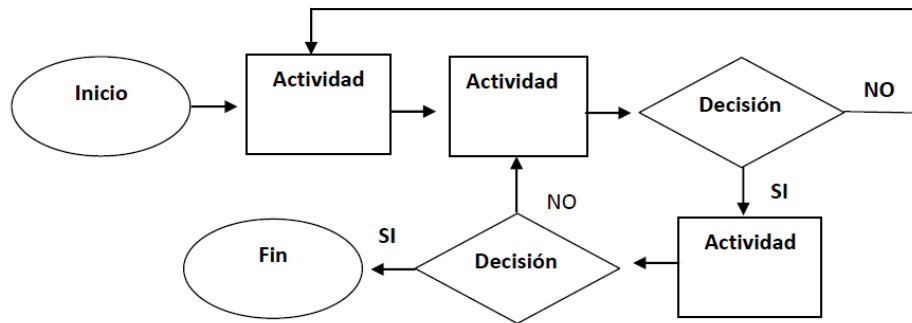 Inicio
Actividad
Actividad
Decisión
NO
SI
NO
Actividad
Decisión
SI
Fin